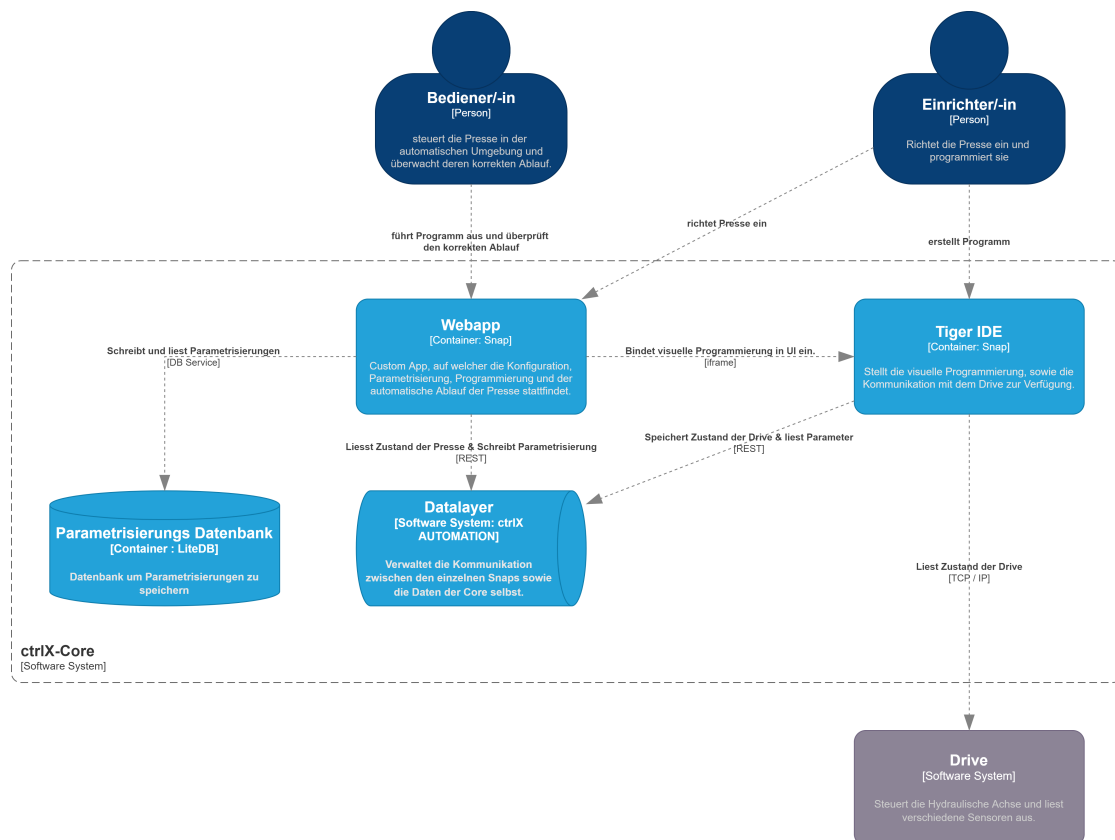 Bediener/-in
[Person]
steuert die Presse in der
automatischen Umgebung und
überwacht deren korrekten Ablauf.
Einrichter/-in
[Person]
Richtet die Presse ein und
programmiert sie
führt Programm aus und überprüft
den korrekten Ablauf
richtet Presse ein
erstellt Programm
Webapp
[Container: Snap]
Custom App, auf welcher die Konfiguration,
Parametrisierung, Programmierung und der
automatische Ablauf der Presse stattfindet.
Tiger IDE
[Container: Snap]
Stellt die visuelle Programmierung, sowie die
Kommunikation mit dem Drive zur Verfügung.
Schreibt und liest Parametrisierungen
[DB Service]
Bindet visuelle Programmierung in UI ein.
[iframe]
Liesst Zustand der Presse & Schreibt Parametrisierung
[REST]
Speichert Zustand der Drive & liest Parameter
[REST]
Parametrisierungs Datenbank
[Container : LiteDB]
Datenbank um Parametrisierungen zu
speichern
Datalayer
[Software System: ctrlX
AUTOMATION]
Verwaltet die Kommunikation
zwischen den einzelnen Snaps sowie
die Daten der Core selbst.
Liest Zustand der Drive
[TCP / IP]
ctrlX-Core
[Software System]
Drive
[Software System]
Steuert die Hydraulische Achse und liest
verschiedene Sensoren aus.